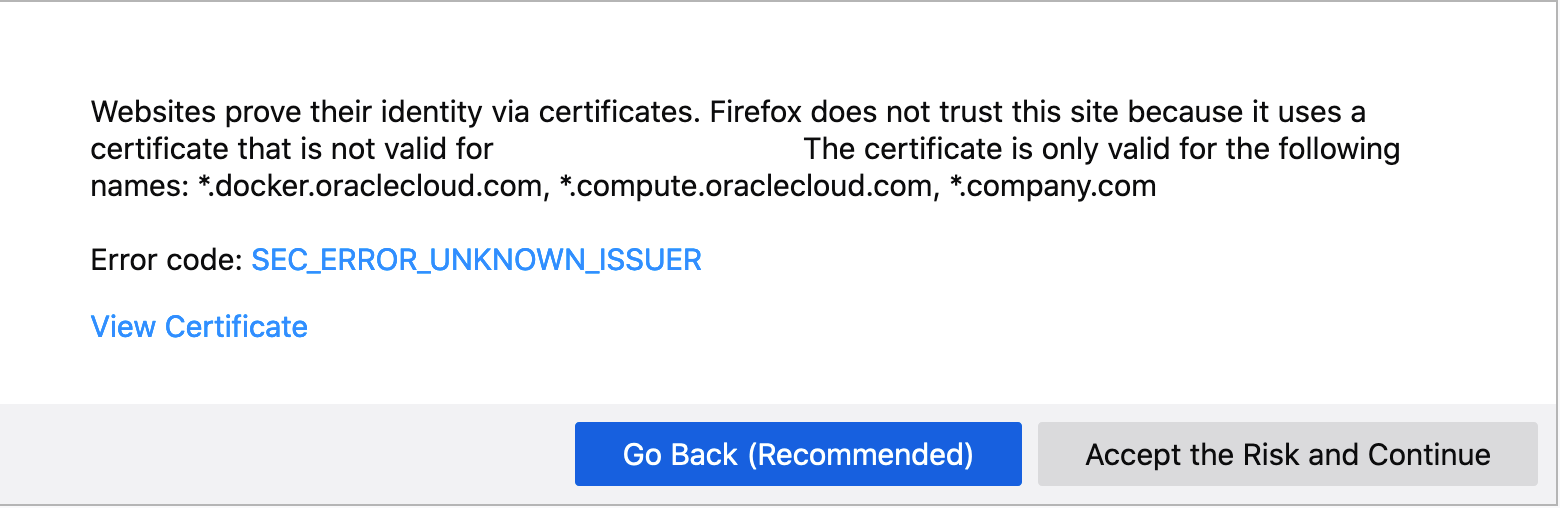 Websites prove their identity via certificates. Firefox does not trust this site because it uses a
certificate that is not valid for The certificate is only valid for the following
names: *.docker.oraclecloud.com, *.compute.oraclecloud.com, *.company.com
Error code: SEC_ERROR_UNKNOWN_ISSUER
View Certificate
Go Back (Recommended)
Accept the Risk and Continue